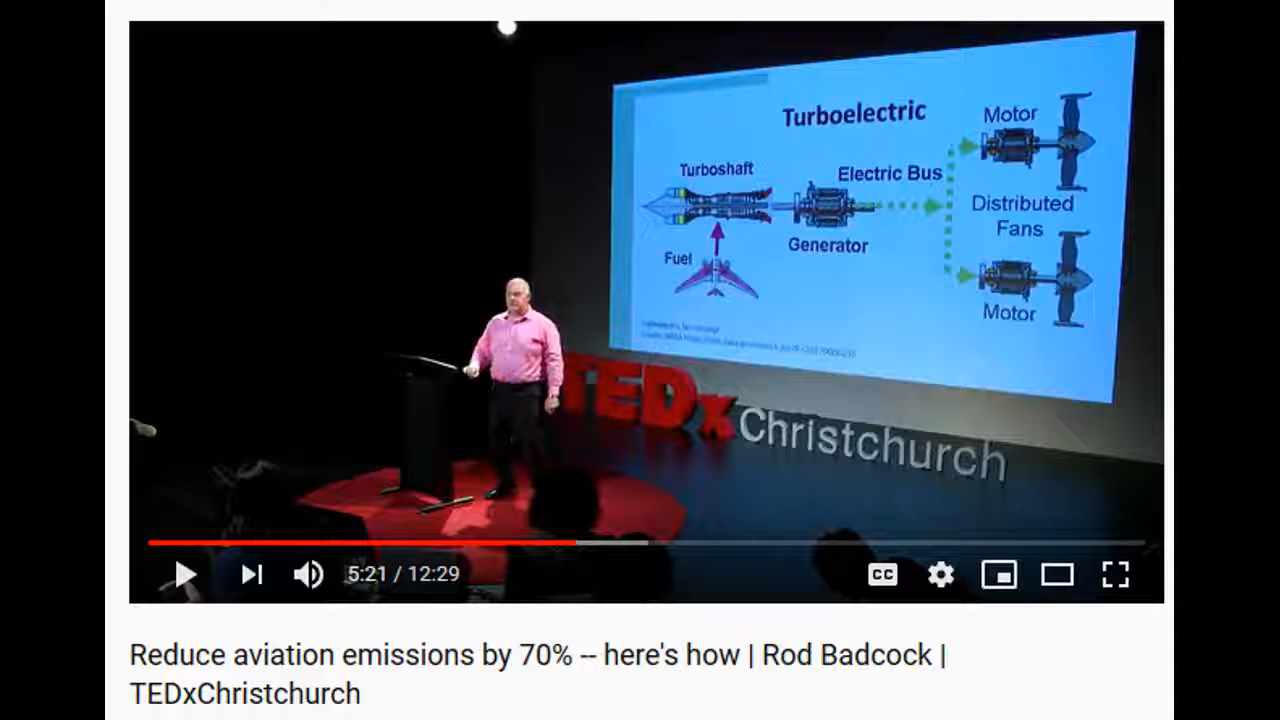 Turboelectric
Motor
Turboshaft
Electric Bus
Distributed
Fans
Generator
Fuel
Motor
TEDx
Christchurch
5:21 / 12:29
CC
Reduce aviation emissions by 70% -- here's how | Rod Badcock |
TEDxChristchurch